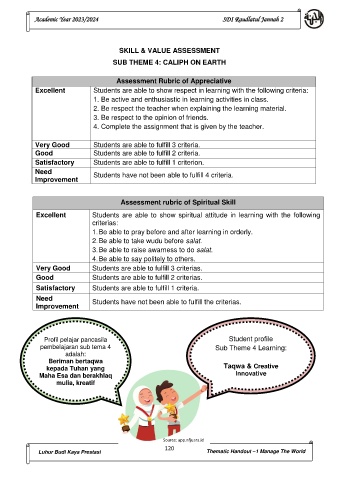 Academic Year 2023/2024
SDI Raudlatul Jannah 2
SKILL & VALUE ASSESSMENT
SUB THEME 4: CALIPH ON EARTH
Assessment Rubric of Appreciative
Excellent
Students are able to show respect in learning with the following criteria:
1. Be active and enthusiastic in learning activities in class.
2. Be respect the teacher when explaining the learning material.
3. Be respect to the opinion of friends.
4. Complete the assignment that is given by the teacher.
Very Good
Students are able to fulfill 3 criteria.
Good
Students are able to fulfill 2 criteria.
Satisfactory
Students are able to fulfill 1 criterion.
Need
Improvement
Students have not been able to fulfill 4 criteria.
Assessment rubric of Spiritual Skill
Excellent
Students are able to show spiritual attitude in learning with the following
criterias:
1. Be able to pray before and after learning in orderly.
2. Be able to take wudu before salat.
3. Be able to raise awarness to do salat.
4. Be able to say politely to others.
Very Good
Students are able to fulfill 3 criterias.
Good
Students are able to fulfill 2 criterias.
Satisfactory
Students are able to fulfill 1 criteria.
Need
Improvement
Students have not been able to fulfill the criterias.
Profil pelajar pancasila
pembelajaran sub tema 4
adalah:
Beriman bertaqwa
kepada Tuhan yang
Maha Esa dan berakhlaq
mulia, kreatif
Student profile
Sub Theme 4 Learning:
Taqwa & Creative
Innovative
Source: app.nfiuas.id
Luhur Budi Kaya Prestasi
120
Thematic Handout –1 Manage The World